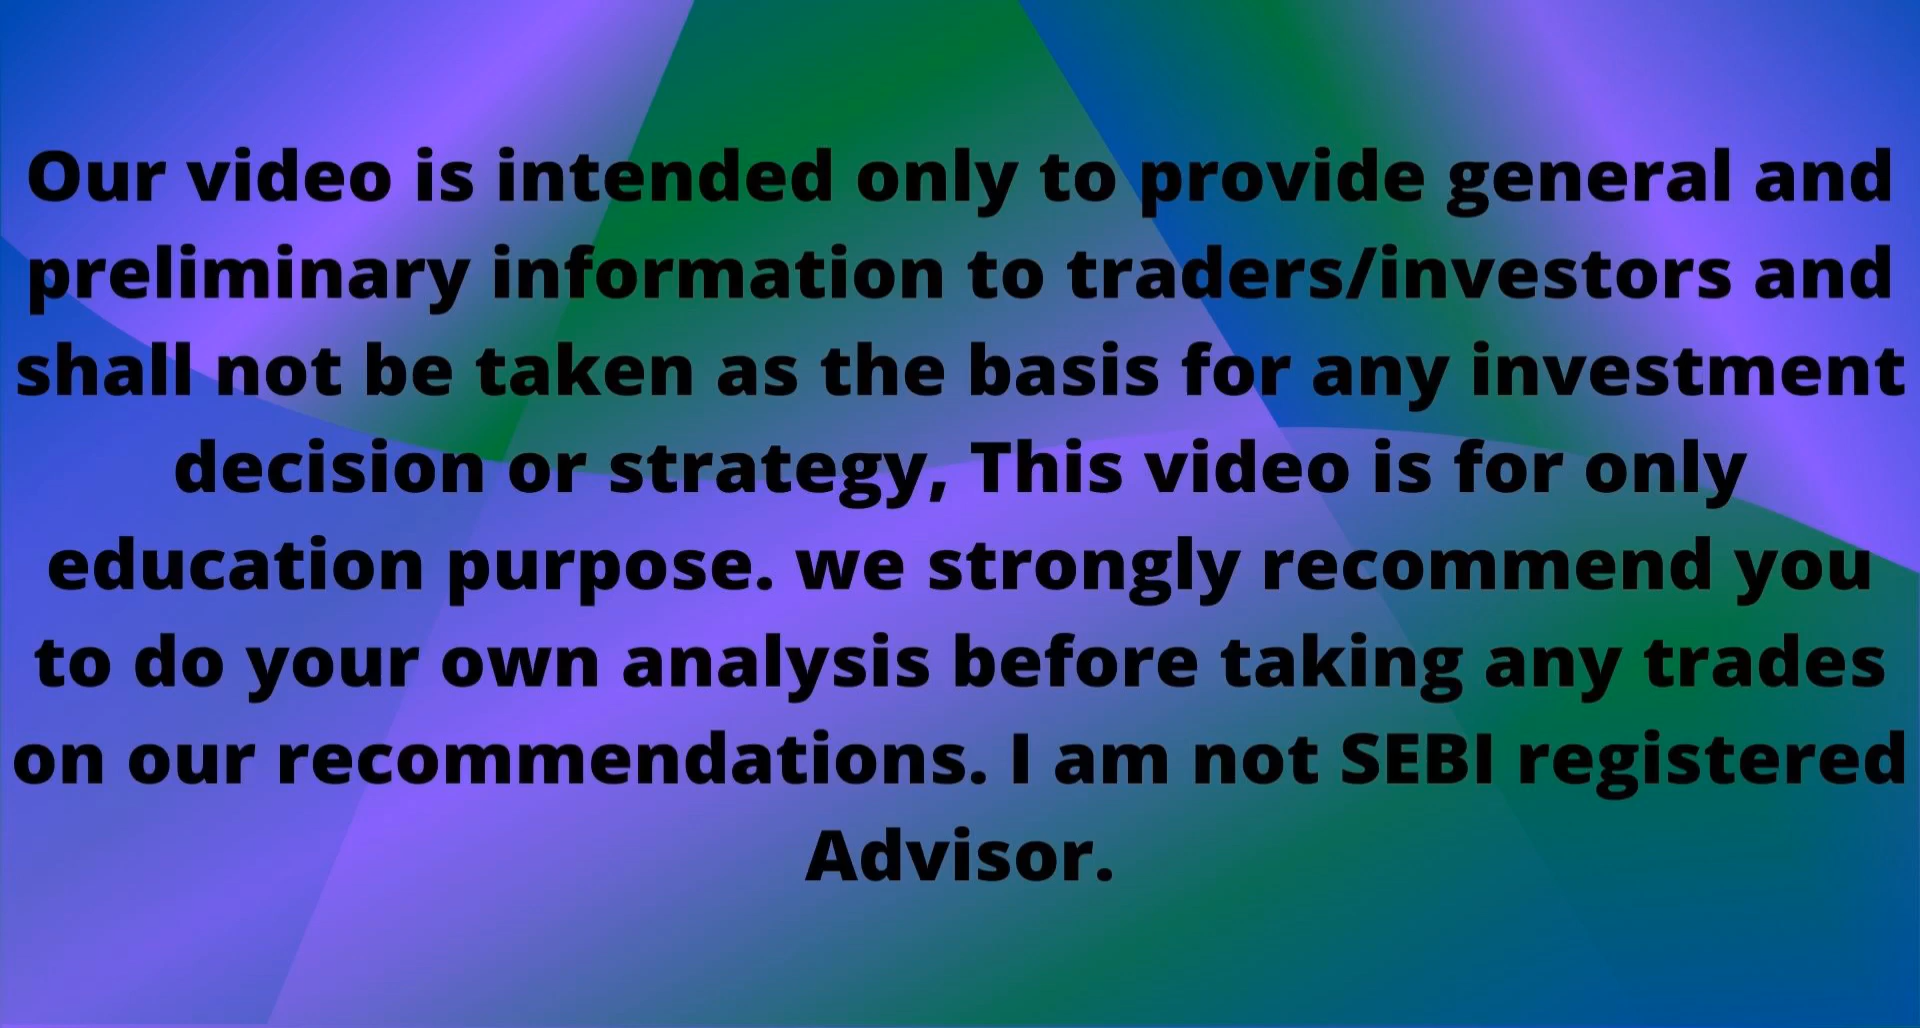 Our video is intended only to provide general and
preliminary information to traders/investors and
shall not be taken as the basis for any investment
decision or strategy, This video is for only
education purpose. we strongly recommend you
to do your own analysis before taking any trades
on our recommendations. I am not SEBI registered
Advisor.